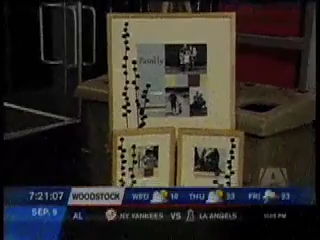 family
7:21:07 WOODSTOCK WED 18 THU 23 FRI 23
SEP. 9 AL NY YANKEES VS LA ANGELS